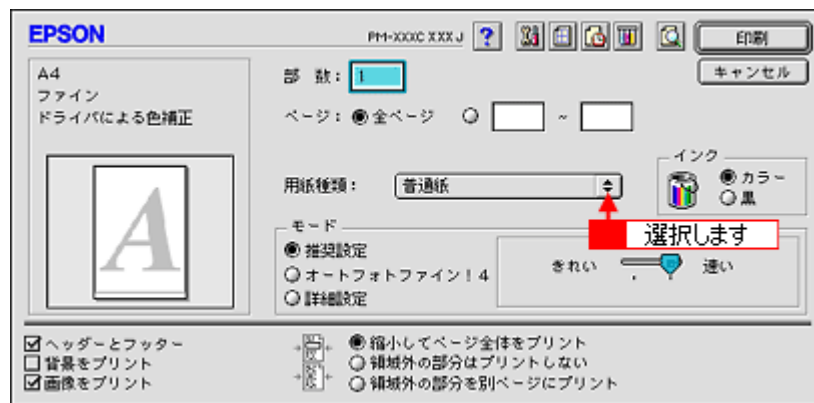 EPSON
PM-XXXC XXX J
?
印刷
キャンセル
A4
ファイン
ドライバによる色補正
A
部 数：1
ページ：全ページ ~
用紙種類：普通紙
インク
カラー
黒
選択します
モード
推奨設定
オートフォトファイン！4
詳細設定
きれい 速い
ヘッダーとフッター
背景をプリント
画像をプリント
縮小してページ全体をプリント
領域外の部分はプリントしない
領域外の部分を別ページにプリント